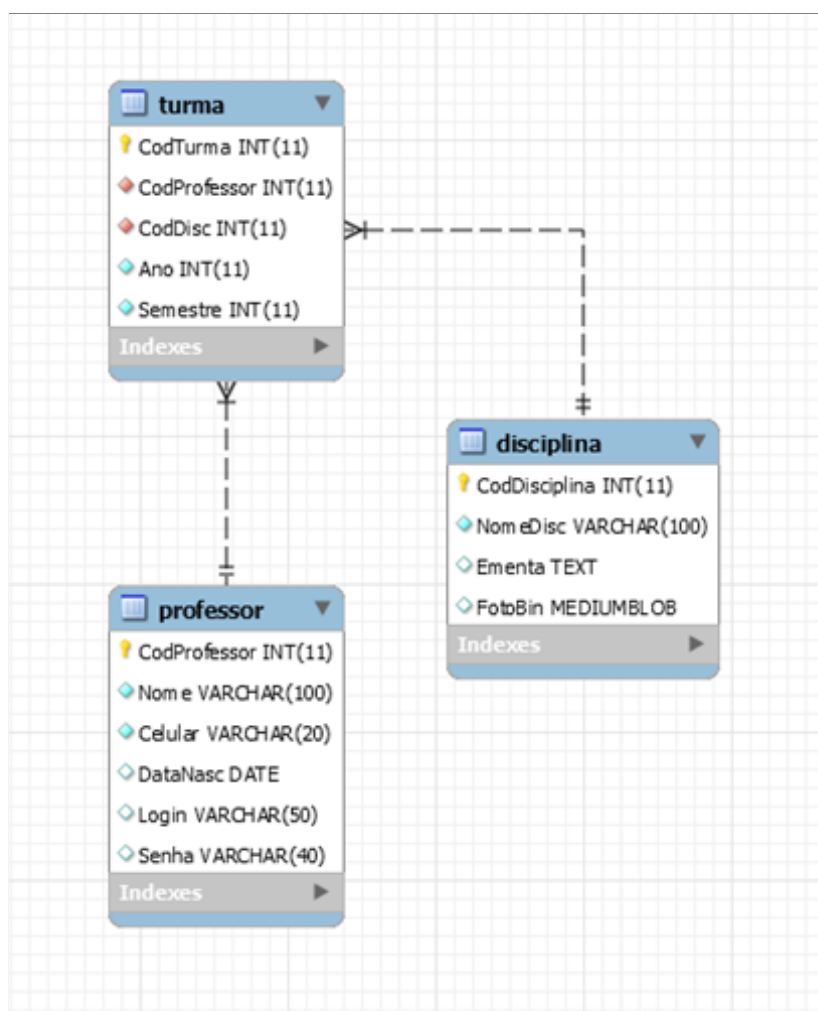 turma
CodTurma INT(11)
CodProfessor INT(11)
CodDisc INT(11)
Ano INT(11)
Semestre INT(11)
Indexes
disciplina
CodDisciplina INT(11)
NomeDisc VARCHAR(100)
Ementa TEXT
FotoBin MEDIUMBLOB
Indexes
professor
CodProfessor INT(11)
Nome VARCHAR(100)
Celular VARCHAR(20)
DataNasc DATE
Login VARCHAR(50)
Senha VARCHAR(40)
Indexes